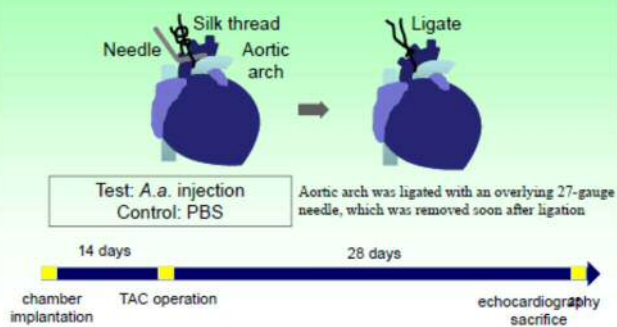 Silk thread
Needle
Aortic
arch
Ligate
Test: A.a. injection
Control: PBS
Aortic arch was ligated with an overlying 27-gauge
needle, which was removed soon after ligation
14 days
28 days
chamber
implantation
TAC operation
echocardiography
sacrifice